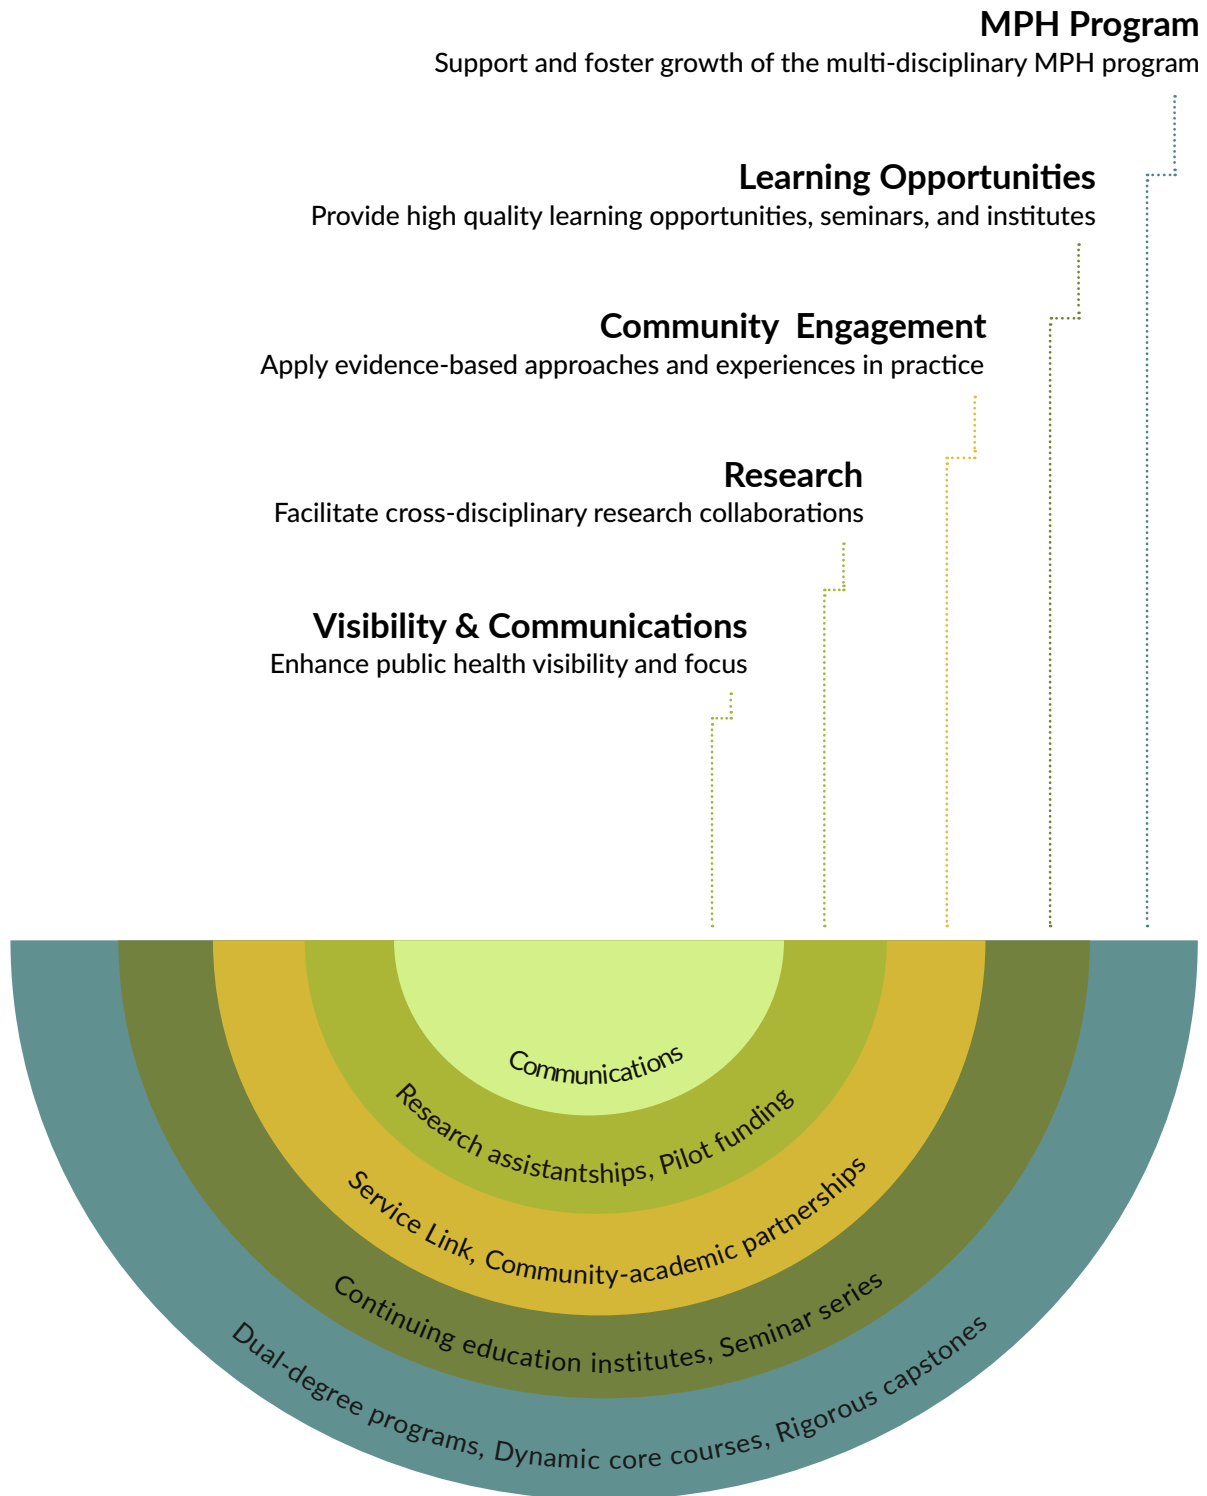 MPH Program
Support and foster growth of the multi-disciplinary MPH program
Learning Opportunities
Provide high quality learning opportunities, seminars, and institutes
Community Engagement
Apply evidence-based approaches and experiences in practice
Research
Facilitate cross-disciplinary research collaborations
Visibility & Communications
Enhance public health visibility and focus
Communications
Research assistantships, Pilot funding
Service Link, Community-academic partnerships
Continuing education institutes, Seminar series
Dual-degree programs, Dynamic core courses, Rigorous capstones